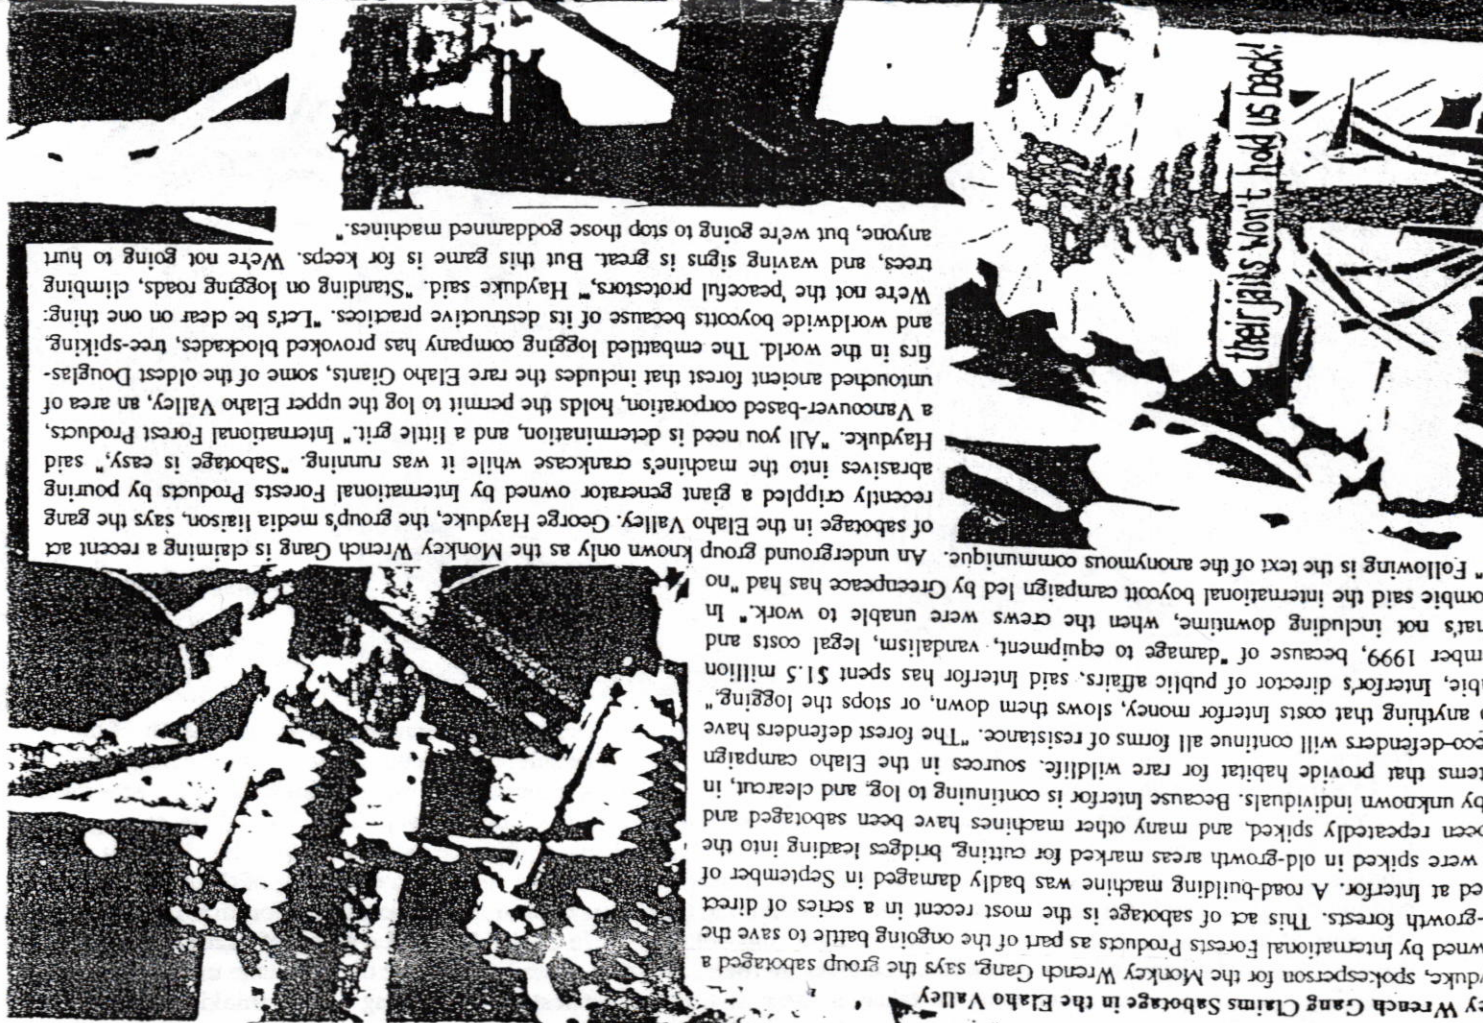 ey Wrench Gang Claims Sabotage in the Elaho Valley
yduke, spokesperson for the Monkey Wrench Gang, says the group sabotaged a
wned by International Forests Products as part of the ongoing battle to save the
-growth forests. This act of sabotage is the most recent in a series of direct
ed at Interfor. A road-building machine was badly damaged in September of
were spiked in old-growth areas marked for cutting, bridges leading into the
been repeatedly spiked, and many other machines have been sabotaged and
by unknown individuals. Because Interfor is continuing to log, and clearcut, in
tems that provide habitat for rare wildlife. sources in the Elaho campaign
eco-defenders will continue all forms of resistance. "The forest defenders have
anything that costs Interfor money, slows them down, or stops the logging."
bie, Interfor's director of public affairs, said Interfor has spent $1.5 million
mber 1999, because of "damage to equipment, vandalism, legal costs and
hat's not including downtime, when the crews were unable to work." In
ombie said the international boycott campaign led by Greenpeace has had "no
" Following is the text of the anonymous communique. An underground group known only as the Monkey Wrench Gang is claiming a recent act
of sabotage in the Elaho Valley. George Hayduke, the group's media liaison, says the gang
recently crippled a giant generator owned by International Forests Products by pouring
abrasives into the machine's crankcase while it was running. "Sabotage is easy," said
Hayduke. "All you need is determination, and a little grit." International Forest Products,
a Vancouver-based corporation, holds the permit to log the upper Elaho Valley, an area of
untouched ancient forest that includes the rare Elaho Giants, some of the oldest Douglas-
firs in the world. The embattled logging company has provoked blockades, tree-spiking,
and worldwide boycotts because of its destructive practices. "Let's be clear on one thing:
We're not the 'peaceful protestors,'" Hayduke said. "Standing on logging roads, climbing
trees, and waving signs is great. But this game is for keeps. We're not going to hurt
anyone, but we're going to stop those goddamned machines."
their jails won't hold us back!